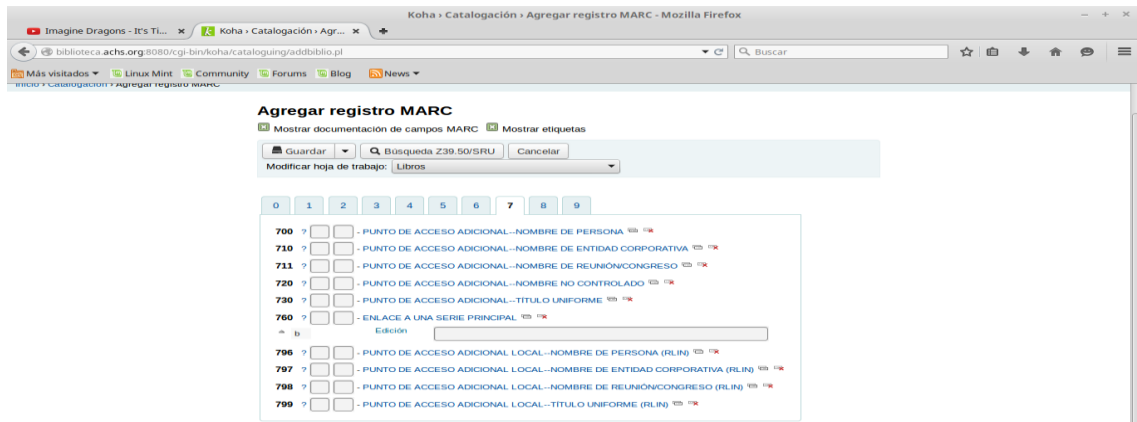 Koha › Catalogación › Agregar registro MARC - Mozilla Firefox
Imagine Dragons - It's Ti... × Koha › Catalogación › Agr... ×
biblioteca.achs.org:8080/cgi-bin/koha/cataloguing/addbiblio.pl Buscar
Más visitados Linux Mint Community Forums Blog News
Inicio › Catalogación › Agregar registro MARC
Agregar registro MARC
Mostrar documentación de campos MARC Mostrar etiquetas
Guardar Búsqueda Z39.50/SRU Cancelar
Modificar hoja de trabajo: Libros
0 1 2 3 4 5 6 7 8 9
700 ? - PUNTO DE ACCESO ADICIONAL--NOMBRE DE PERSONA
710 ? - PUNTO DE ACCESO ADICIONAL--NOMBRE DE ENTIDAD CORPORATIVA
711 ? - PUNTO DE ACCESO ADICIONAL--NOMBRE DE REUNIÓN/CONGRESO
720 ? - PUNTO DE ACCESO ADICIONAL--NOMBRE NO CONTROLADO
730 ? - PUNTO DE ACCESO ADICIONAL--TÍTULO UNIFORME
760 ? - ENLACE A UNA SERIE PRINCIPAL
b Edición
796 ? - PUNTO DE ACCESO ADICIONAL LOCAL--NOMBRE DE PERSONA (RLIN)
797 ? - PUNTO DE ACCESO ADICIONAL LOCAL--NOMBRE DE ENTIDAD CORPORATIVA (RLIN)
798 ? - PUNTO DE ACCESO ADICIONAL LOCAL--NOMBRE DE REUNIÓN/CONGRESO (RLIN)
799 ? - PUNTO DE ACCESO ADICIONAL LOCAL--TÍTULO UNIFORME (RLIN)